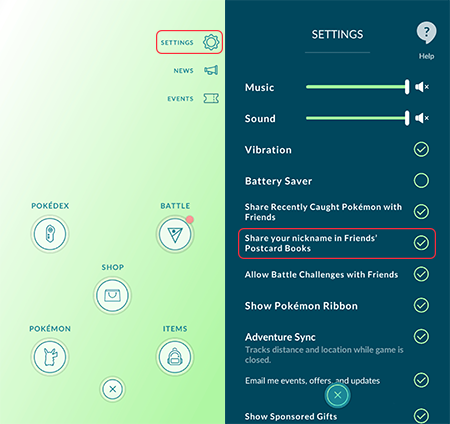 SETTINGS
NEWS
EVENTS
POKÉDEX
BATTLE
SHOP
POKÉMON
ITEMS
SETTINGS
?
Help
Music
Sound
Vibration
Battery Saver
Share Recently Caught Pokémon with
Friends
Share your nickname in Friends'
Postcard Books
Allow Battle Challenges with Friends
Show Pokémon Ribbon
Adventure Sync
Tracks distance and location while game is
closed.
Email me events, offers, and updates
Show Sponsored Gifts